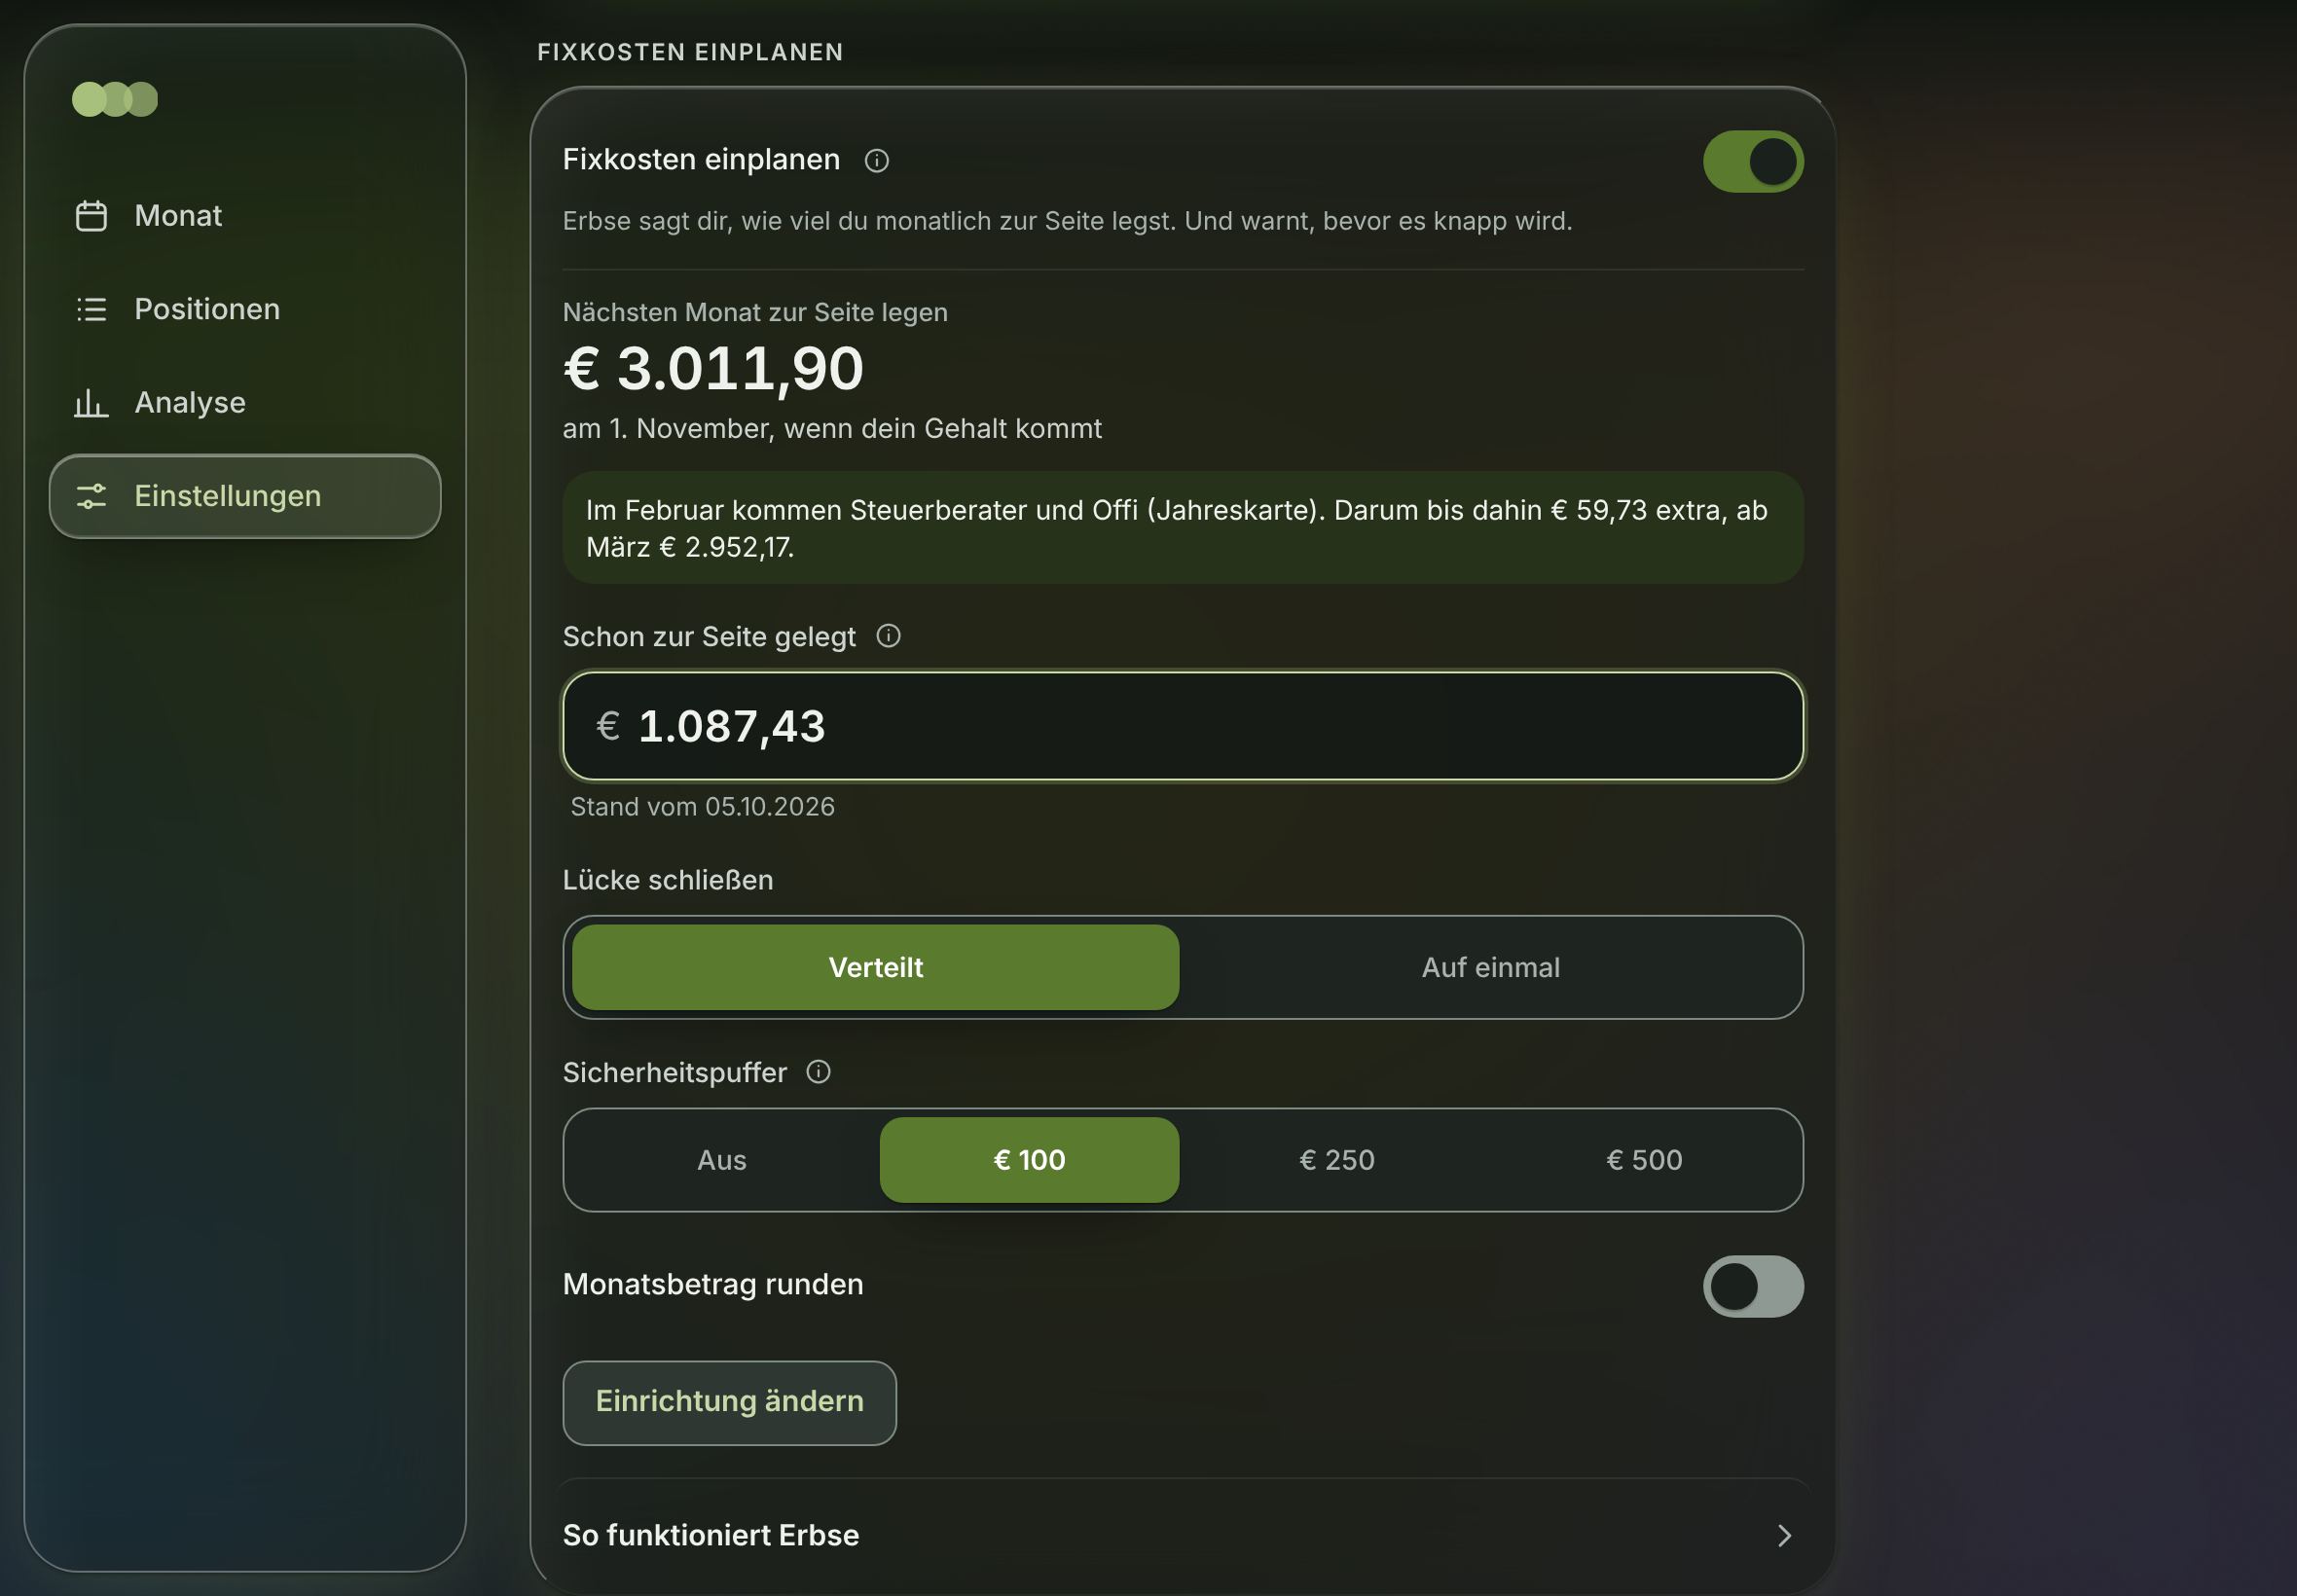 Monat
Positionen
Analyse
Einstellungen
FIXKOSTEN EINPLANEN
Fixkosten einplanen
Erbse sagt dir, wie viel du monatlich zur Seite legst. Und warnt, bevor es knapp wird.
Nächsten Monat zur Seite legen
€ 3.011,90
am 1. November, wenn dein Gehalt kommt
Im Februar kommen Steuerberater und Offi (Jahreskarte). Darum bis dahin € 59,73 extra, ab
März € 2.952,17.
Schon zur Seite gelegt
€ 1.087,43
Stand vom 05.10.2026
Lücke schließen
Verteilt Auf einmal
Sicherheitspuffer
Aus € 100 € 250 € 500
Monatsbetrag runden
Einrichtung ändern
So funktioniert Erbse